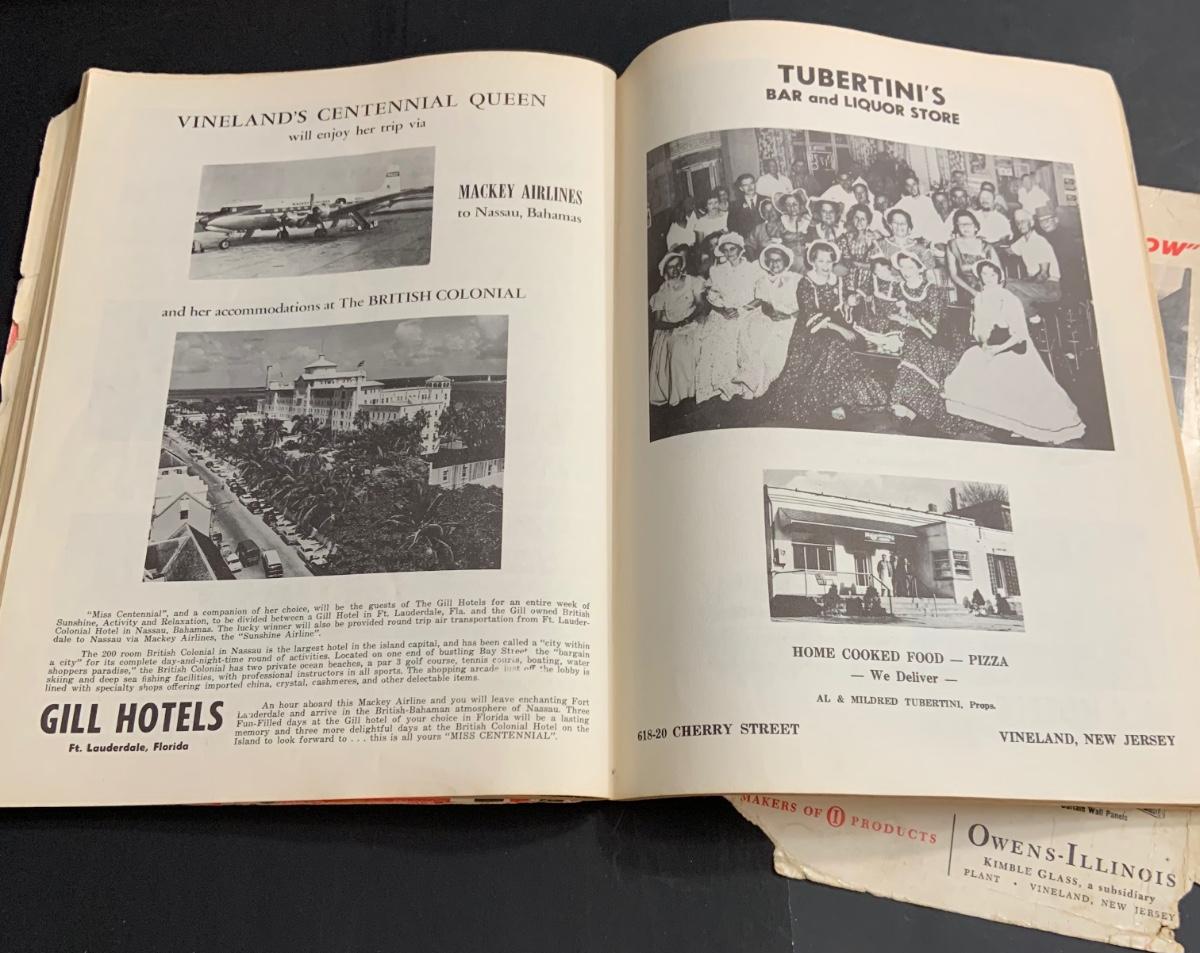 VINELAND'S CENTENNIAL QUEEN
will enjoy her trip via
MACKEY AIRLINES
to Nassau, Bahamas
and her accommodations at The BRITISH COLONIAL
"Miss Centennial", and a companion of her choice, will be the guests of The Gill Hotels for an entire week of
Sunshine, Activity and Relaxation, to be divided between a Gill Hotel in Ft. Lauderdale, Fla. and the Gill owned British
Colonial Hotel in Nassau, Bahamas. The lucky winner will also be provided round trip air transportation from Ft. Lauder-
dale to Nassau via Mackey Airlines, the "Sunshine Airline".
The 200 room British Colonial in Nassau is the largest hotel in the island capital, and has been called a "city within
a city" for its complete day-and-night-time round of activities. Located on one end of bustling Bay Street the "bargain
shoppers paradise," the British Colonial has two private ocean beaches, a par 3 golf course, tennis courts, boating, water
skiing and deep sea fishing facilities, with professional instructors in all sports. The shopping arcade just off the lobby is
lined with specialty shops offering imported china, crystal, cashmeres, and other delectable items.
GILL HOTELS
Ft. Lauderdale, Florida
An hour aboard this Mackey Airline and you will leave enchanting Fort
Lauderdale and arrive in the British-Bahamian atmosphere of Nassau. Three
Fun-Filled days at the Gill hotel of your choice in Florida will be a lasting
memory and three more delightful days at the British Colonial Hotel on the
Island to look forward to . . . this is all yours "MISS CENTENNIAL".
TUBERTINI'S
BAR and LIQUOR STORE
HOME COOKED FOOD — PIZZA
— We Deliver —
AL & MILDRED TUBERTINI, Props.
618-20 CHERRY STREET
VINELAND, NEW JERSEY
OW"
Curtain Wall Panels
MAKERS OF I PRODUCTS
OWENS-ILLINOIS
KIMBLE GLASS, a subsidiary
PLANT • VINELAND, NEW JERSEY